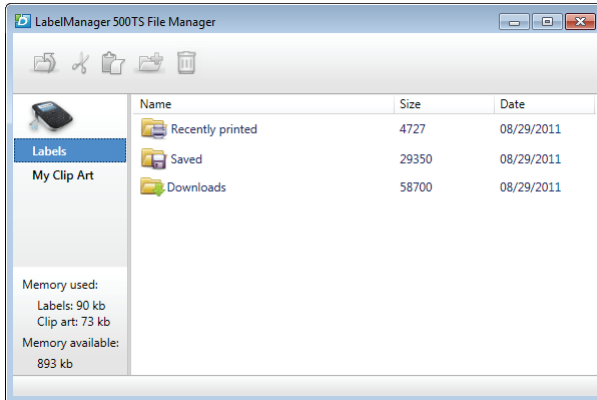 LabelManager 500TS File Manager
Name Size Date
Recently printed 4727 08/29/2011
Saved 29350 08/29/2011
Downloads 58700 08/29/2011
Labels
My Clip Art
Memory used:
Labels: 90 kb
Clip art: 73 kb
Memory available:
893 kb